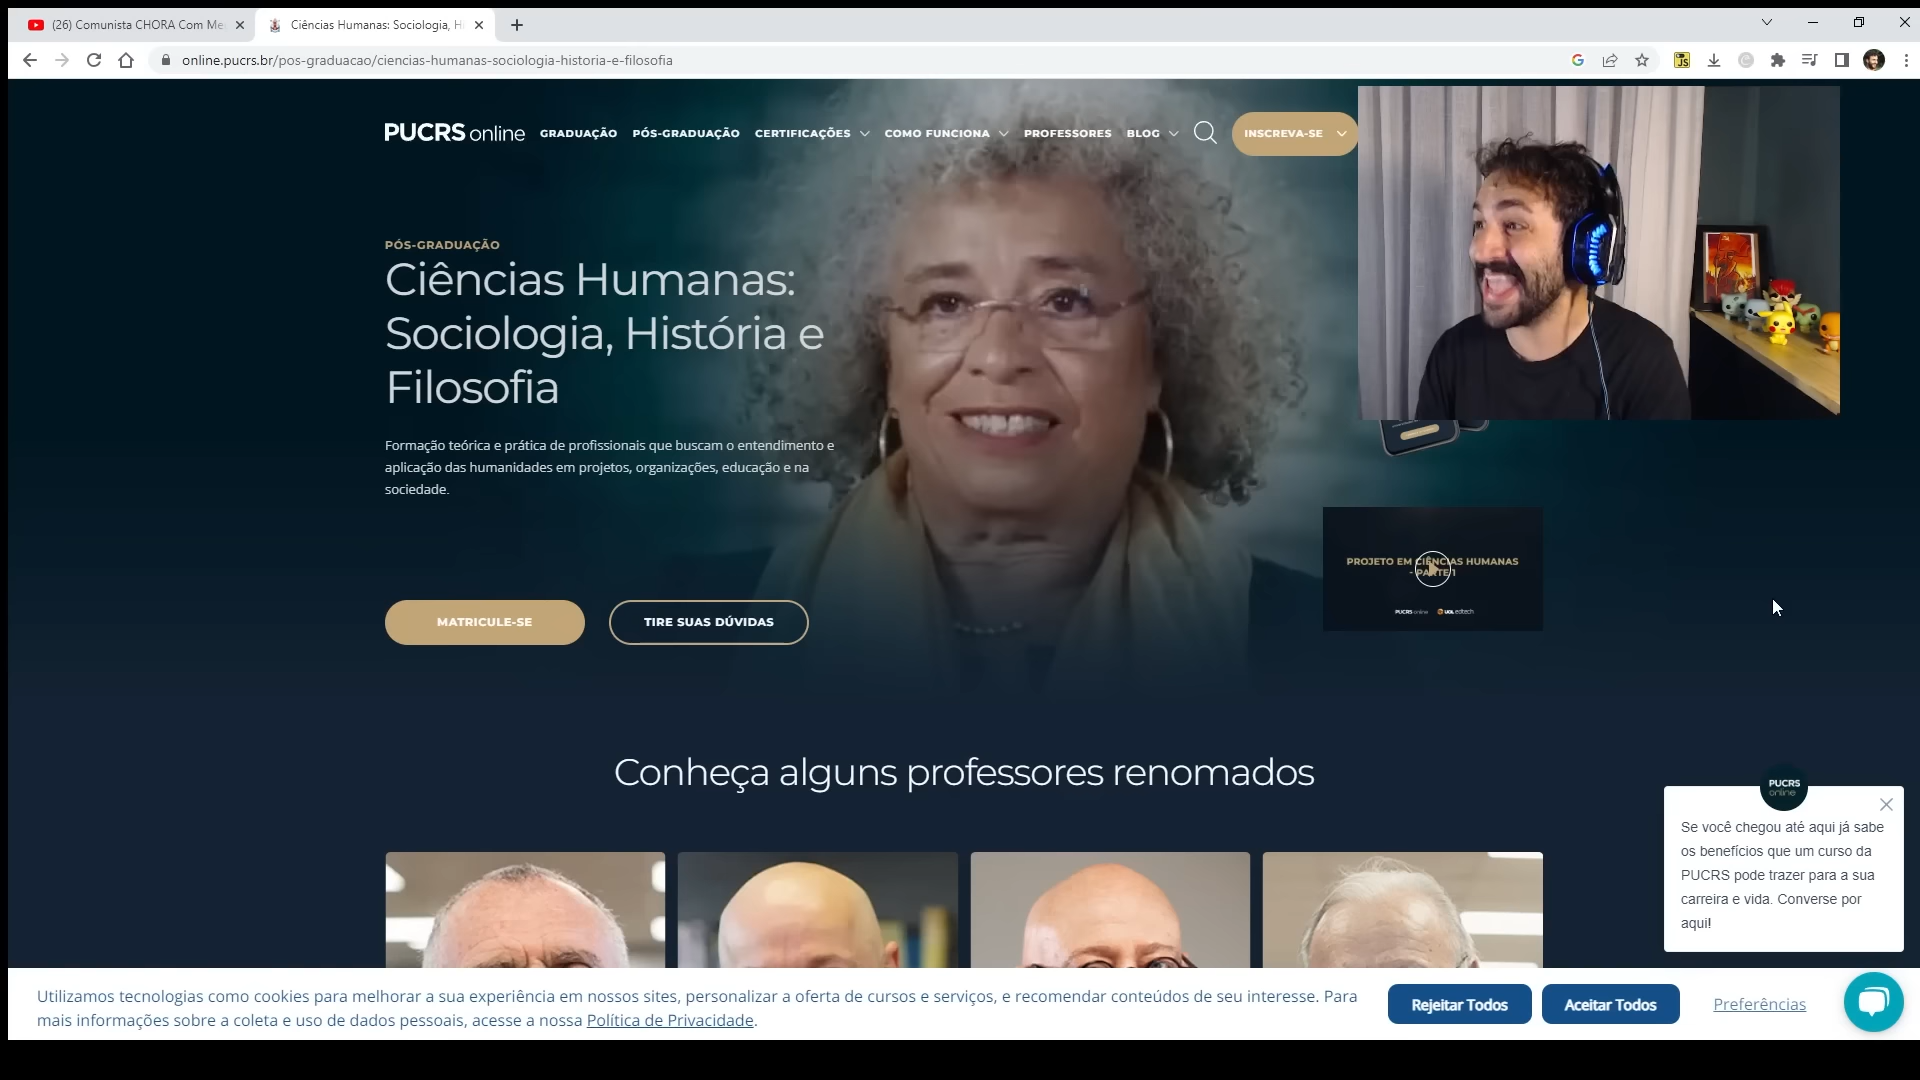 (26) Comunista CHORA Com Me
Ciências Humanas: Sociologia, H
online.pucrs.br/pos-graduacao/ciencias-humanas-sociologia-historia-e-filosofia
PUCRS online GRADUAÇÃO PÓS-GRADUAÇÃO CERTIFICAÇÕES COMO FUNCIONA PROFESSORES BLOG INSCREVA-SE
PÓS-GRADUAÇÃO
Ciências Humanas:
Sociologia, História e
Filosofia
Formação teórica e prática de profissionais que buscam o entendimento e
aplicação das humanidades em projetos, organizações, educação e na
sociedade.
PROJETO EM CIÊNCIAS HUMANAS
- PARTE 1
PUCRS online UOL edtech
MATRICULE-SE TIRE SUAS DÚVIDAS
Conheça alguns professores renomados
PUCRS
online
Se você chegou até aqui já sabe
os benefícios que um curso da
PUCRS pode trazer para a sua
carreira e vida. Converse por
aqui!
Utilizamos tecnologias como cookies para melhorar a sua experiência em nossos sites, personalizar a oferta de cursos e serviços, e recomendar conteúdos de seu interesse. Para
mais informações sobre a coleta e uso de dados pessoais, acesse a nossa Política de Privacidade.
Rejeitar Todos Aceitar Todos Preferências